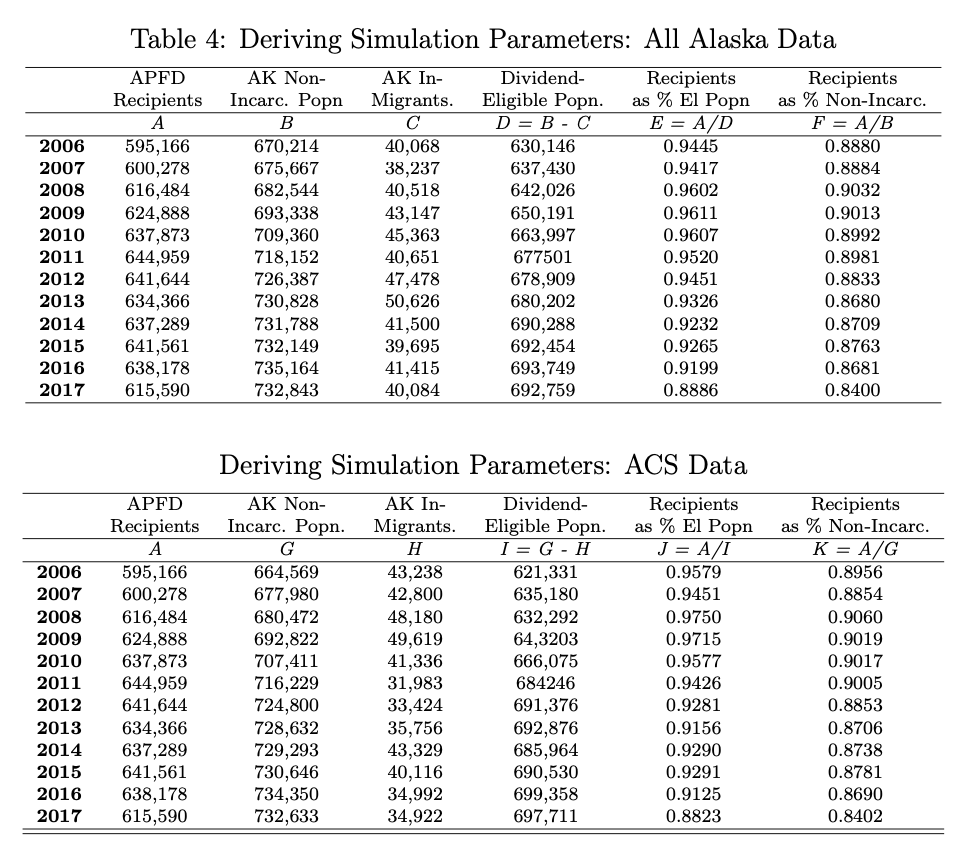 Table 4: Deriving Simulation Parameters: All Alaska Data
APFD AK Non- AK In- Dividend- Recipients Recipients
Recipients Incarc. Popn Migrants. Eligible Popn. as % El Popn as % Non-Incarc.
A B C D = B - C E = A/D F = A/B
2006 595,166 670,214 40,068 630,146 0.9445 0.8880
2007 600,278 675,667 38,237 637,430 0.9417 0.8884
2008 616,484 682,544 40,518 642,026 0.9602 0.9032
2009 624,888 693,338 43,147 650,191 0.9611 0.9013
2010 637,873 709,360 45,363 663,997 0.9607 0.8992
2011 644,959 718,152 40,651 677501 0.9520 0.8981
2012 641,644 726,387 47,478 678,909 0.9451 0.8833
2013 634,366 730,828 50,626 680,202 0.9326 0.8680
2014 637,289 731,788 41,500 690,288 0.9232 0.8709
2015 641,561 732,149 39,695 692,454 0.9265 0.8763
2016 638,178 735,164 41,415 693,749 0.9199 0.8681
2017 615,590 732,843 40,084 692,759 0.8886 0.8400
Deriving Simulation Parameters: ACS Data
APFD AK Non- AK In- Dividend- Recipients Recipients
Recipients Incarc. Popn. Migrants. Eligible Popn. as % El Popn as % Non-Incarc.
A G H I = G - H J = A/I K = A/G
2006 595,166 664,569 43,238 621,331 0.9579 0.8956
2007 600,278 677,980 42,800 635,180 0.9451 0.8854
2008 616,484 680,472 48,180 632,292 0.9750 0.9060
2009 624,888 692,822 49,619 64,3203 0.9715 0.9019
2010 637,873 707,411 41,336 666,075 0.9577 0.9017
2011 644,959 716,229 31,983 684246 0.9426 0.9005
2012 641,644 724,800 33,424 691,376 0.9281 0.8853
2013 634,366 728,632 35,756 692,876 0.9156 0.8706
2014 637,289 729,293 43,329 685,964 0.9290 0.8738
2015 641,561 730,646 40,116 690,530 0.9291 0.8781
2016 638,178 734,350 34,992 699,358 0.9125 0.8690
2017 615,590 732,633 34,922 697,711 0.8823 0.8402